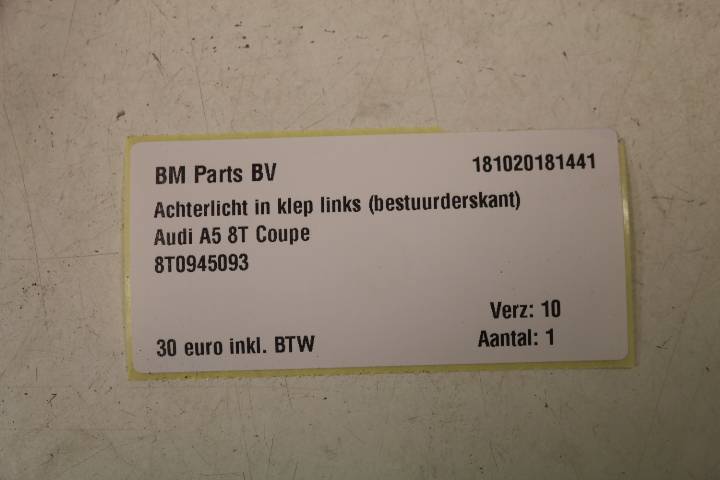 BM Parts BV 181020181441
Achterlicht in klep links (bestuurderskant)
Audi A5 8T Coupe
8T0945093
Verz: 10
30 euro inkl. BTW Aantal: 1